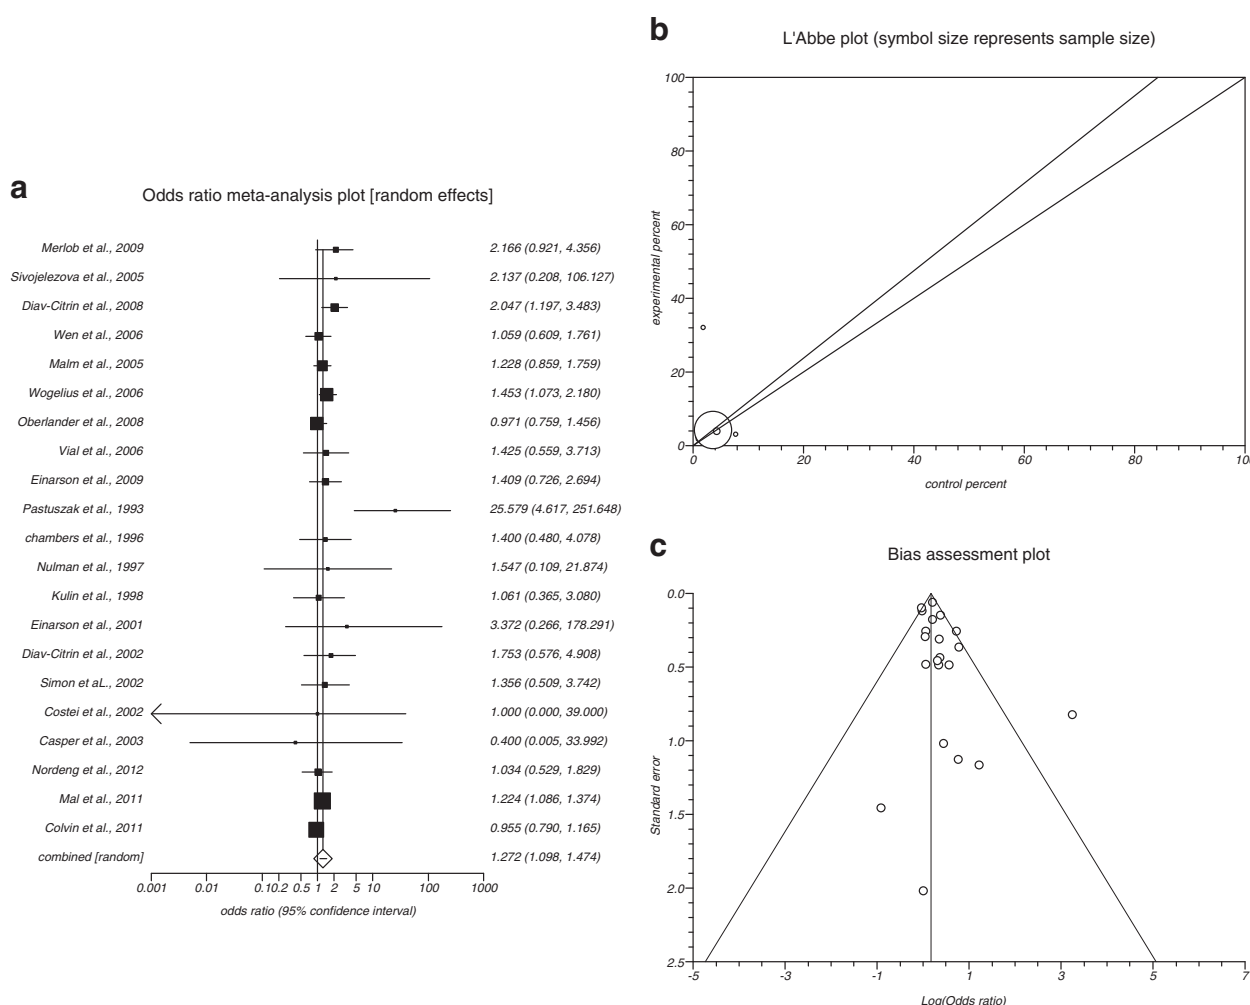 a
Odds ratio meta-analysis plot [random effects]
Merlob et al., 2009 2.166 (0.921, 4.356)
Sivojelezova et al., 2005 2.137 (0.208, 106.127)
Diav-Citrin et al., 2008 2.047 (1.197, 3.483)
Wen et al., 2006 1.059 (0.609, 1.761)
Malm et al., 2005 1.228 (0.859, 1.759)
Wogelius et al., 2006 1.453 (1.073, 2.180)
Oberlander et al., 2008 0.971 (0.759, 1.456)
Vial et al., 2006 1.425 (0.559, 3.713)
Einarson et al., 2009 1.409 (0.726, 2.694)
Pastuszak et al., 1993 25.579 (4.617, 251.648)
chambers et al., 1996 1.400 (0.480, 4.078)
Nulman et al., 1997 1.547 (0.109, 21.874)
Kulin et al., 1998 1.061 (0.365, 3.080)
Einarson et al., 2001 3.372 (0.266, 178.291)
Diav-Citrin et al., 2002 1.753 (0.576, 4.908)
Simon et aL., 2002 1.356 (0.509, 3.742)
Costei et al., 2002 1.000 (0.000, 39.000)
Casper et al., 2003 0.400 (0.005, 33.992)
Nordeng et al., 2012 1.034 (0.529, 1.829)
Mal et al., 2011 1.224 (1.086, 1.374)
Colvin et al., 2011 0.955 (0.790, 1.165)
combined [random] 1.272 (1.098, 1.474)
0.001 0.01 0.1 0.2 0.5 1 2 5 10 100 1000
odds ratio (95% confidence interval)
b
L'Abbe plot (symbol size represents sample size)
100
80
60
40
20
0
experimental percent
0 20 40 60 80 10
control percent
c
Bias assessment plot
0.0
0.5
1.0
1.5
2.0
2.5
Standard error
-5 -3 -1 1 3 5 7
Log(Odds ratio)